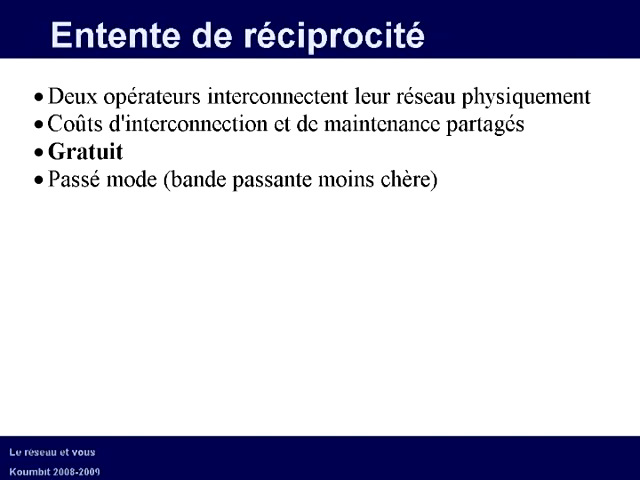 Entente de réciprocité
• Deux opérateurs interconnectent leur réseau physiquement
• Coûts d'interconnection et de maintenance partagés
• Gratuit
• Passé mode (bande passante moins chère)
Le réseau et vous
Koumbit 2008-2009